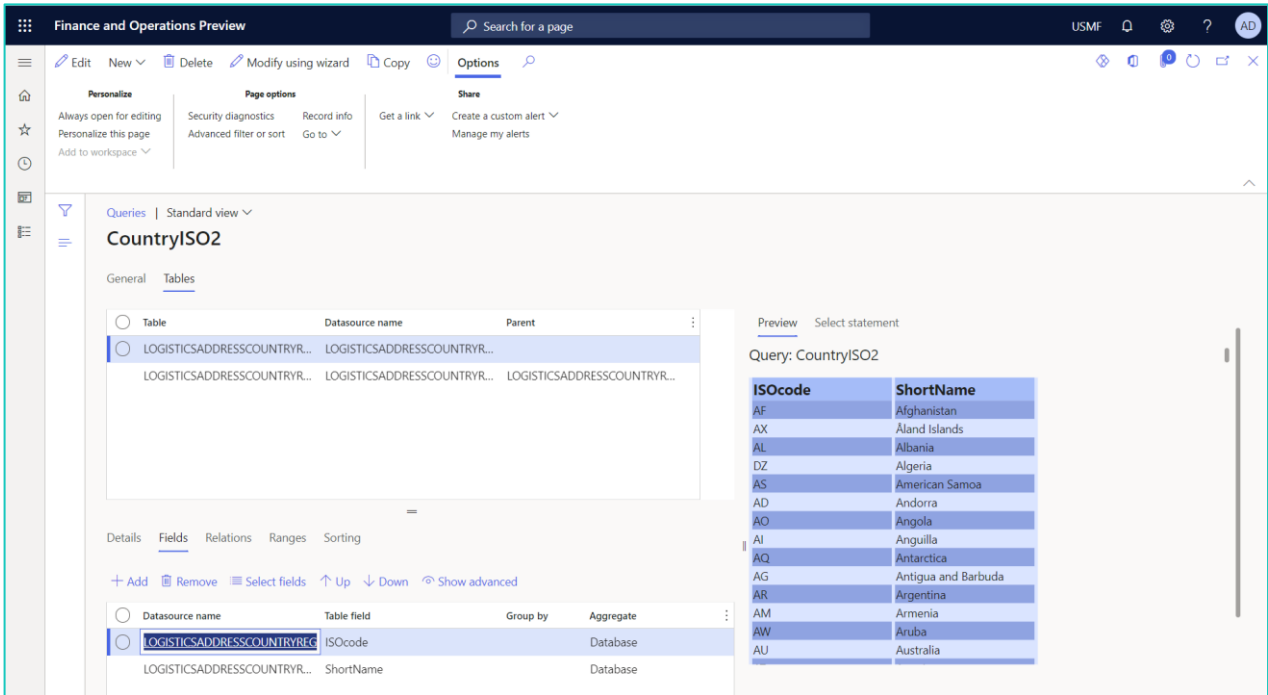 Finance and Operations Preview
Search for a page
USMF
AD
Edit New Delete Modify using wizard Copy Options
0
Personalize Page options Share
Always open for editing Security diagnostics Record info Get a link Create a custom alert
Personalize this page Advanced filter or sort Go to Manage my alerts
Add to workspace
Queries | Standard view
CountryISO2
General Tables
Table Datasource name Parent
LOGISTICSADDRESSCOUNTRYR... LOGISTICSADDRESSCOUNTRYR...
LOGISTICSADDRESSCOUNTRYR... LOGISTICSADDRESSCOUNTRYR... LOGISTICSADDRESSCOUNTRYR...
Details Fields Relations Ranges Sorting
Add Remove Select fields Up Down Show advanced
Datasource name Table field Group by Aggregate
LOGISTICSADDRESSCOUNTRYREG ISOcode Database
LOGISTICSADDRESSCOUNTRYR... ShortName Database
Preview Select statement
Query: CountryISO2
ISOcode ShortName
AF Afghanistan
AX Åland Islands
AL Albania
DZ Algeria
AS American Samoa
AD Andorra
AO Angola
AI Anguilla
AQ Antarctica
AG Antigua and Barbuda
AR Argentina
AM Armenia
AW Aruba
AU Australia